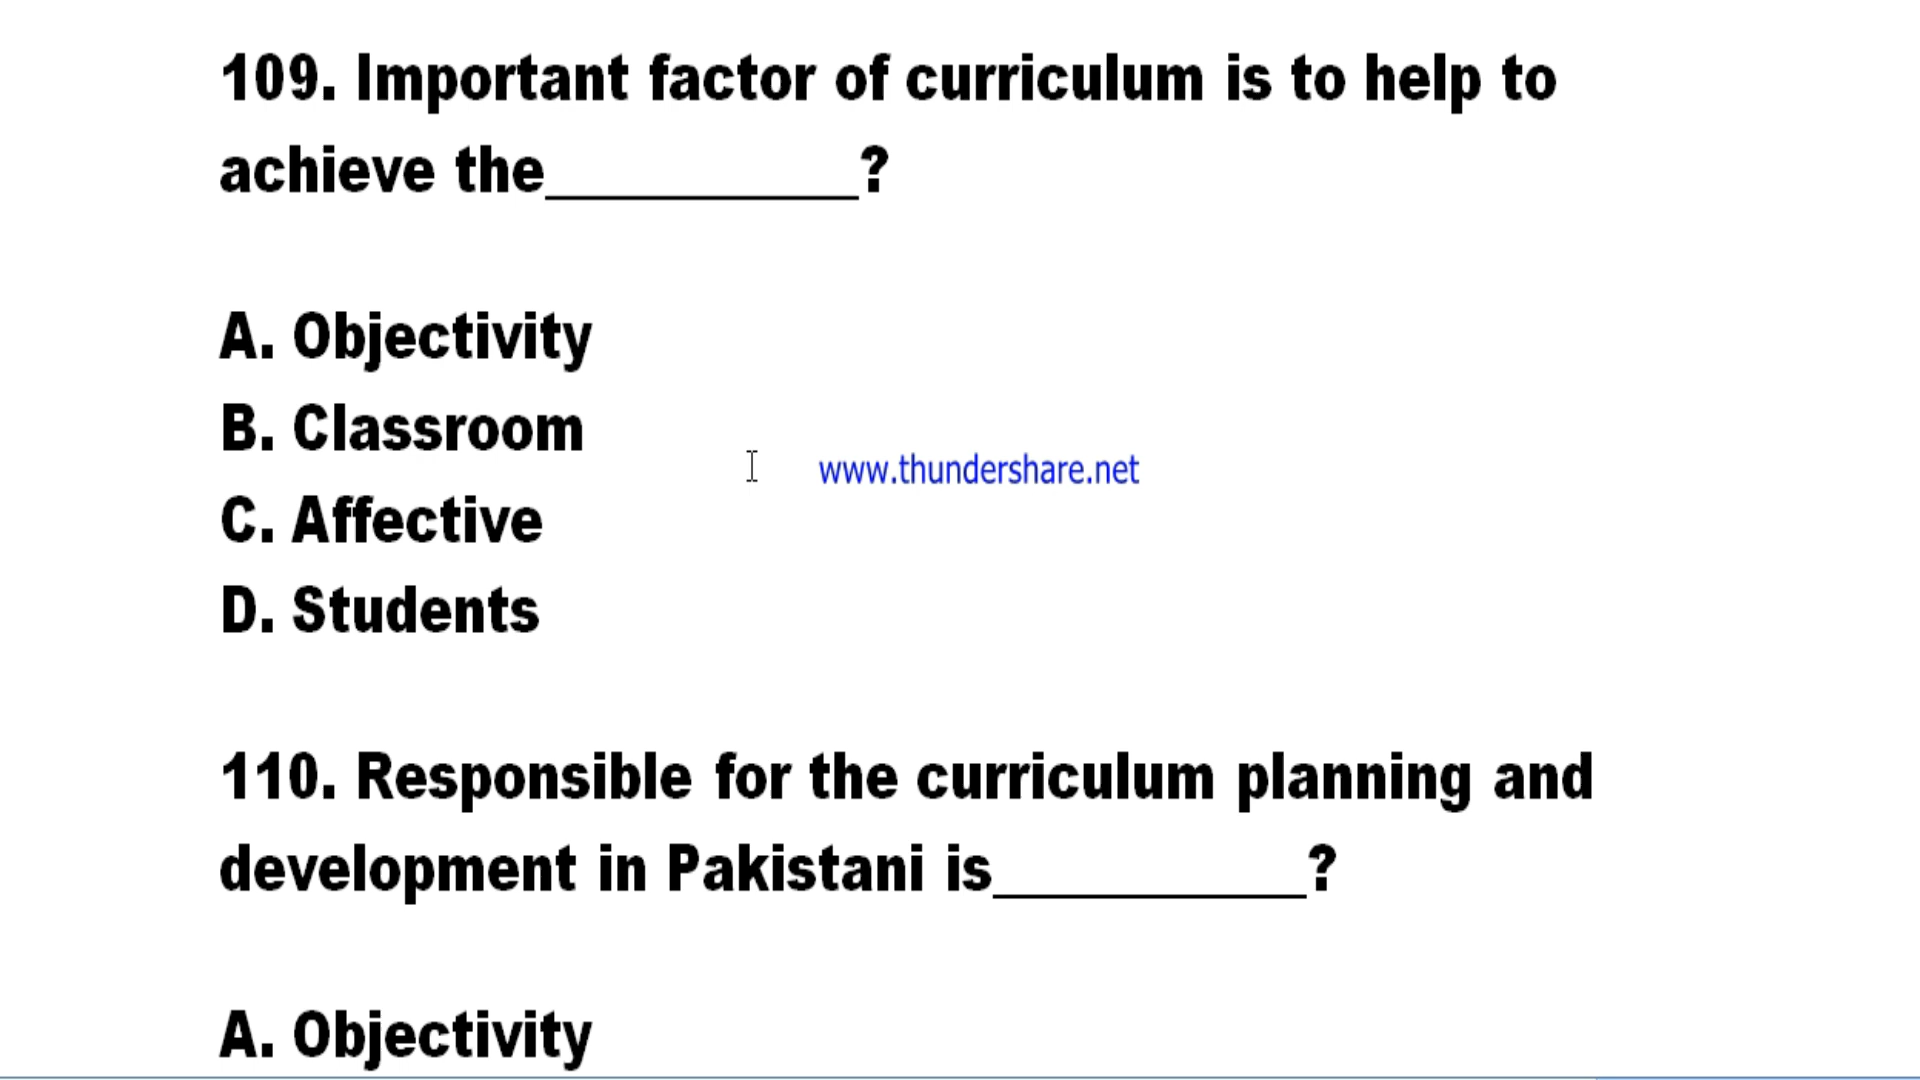 109. Important factor of curriculum is to help to
achieve the__________?
A. Objectivity
B. Classroom
www.thundershare.net
C. Affective
D. Students
110. Responsible for the curriculum planning and
development in Pakistani is__________?
A. Objectivity